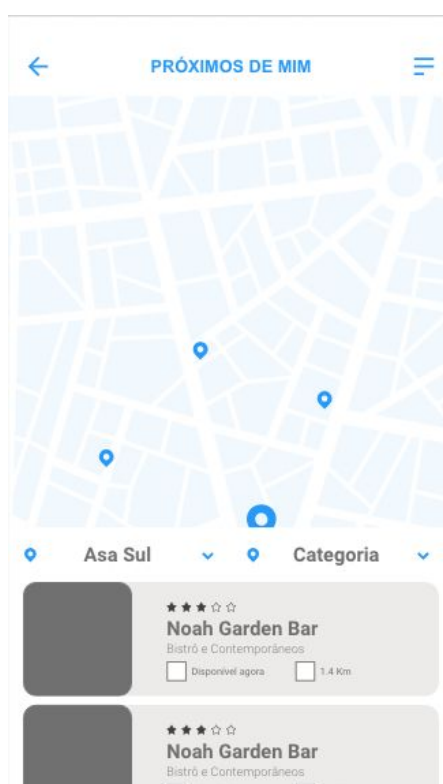 PRÓXIMOS DE MIM
Asa Sul
Categoria
Noah Garden Bar
Bistrô e Contemporâneos
Disponível agora 1.4 Km
Noah Garden Bar
Bistrô e Contemporâneos